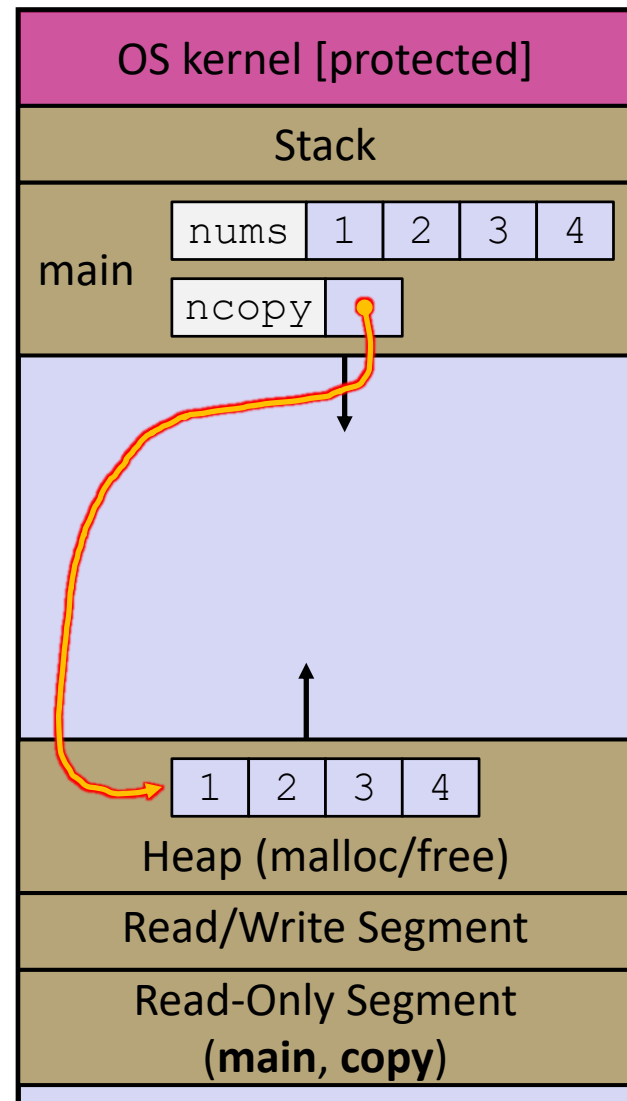 OS kernel [protected]
Stack
nums 1 2 3 4
main
ncopy
1 2 3 4
Heap (malloc/free)
Read/Write Segment
Read-Only Segment
(main, copy)